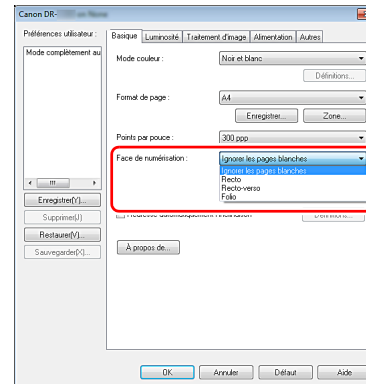 Canon DR-
Préférences utilisateur :
Mode complètement au
Enregistrer(Y)...
Supprimer(U)
Restaurer(V)...
Sauvegarder(X)...
Basique Luminosité Traitement d'image Alimentation Autres
Mode couleur : Noir et blanc
Définitions...
Format de page : A4
Enregistrer... Zone...
Points par pouce : 300 ppp
Face de numérisation : Ignorer les pages blanches
Ignorer les pages blanches
Recto
Recto-verso
Folio
À propos de...
OK Annuler Défaut Aide